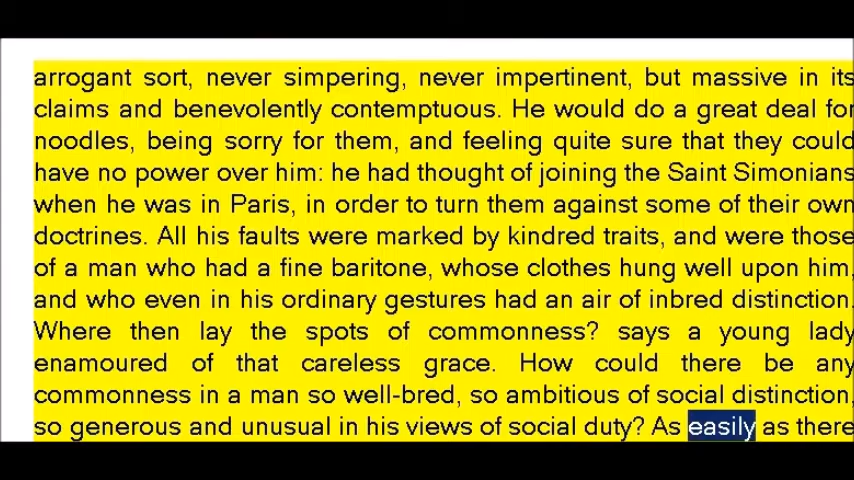 arrogant sort, never simpering, never impertinent, but massive in its
claims and benevolently contemptuous. He would do a great deal for
noodles, being sorry for them, and feeling quite sure that they could
have no power over him: he had thought of joining the Saint Simonians
when he was in Paris, in order to turn them against some of their own
doctrines. All his faults were marked by kindred traits, and were those
of a man who had a fine baritone, whose clothes hung well upon him,
and who even in his ordinary gestures had an air of inbred distinction.
Where then lay the spots of commonness? says a young lady
enamoured of that careless grace. How could there be any
commonness in a man so well-bred, so ambitious of social distinction,
so generous and unusual in his views of social duty? As easily as there